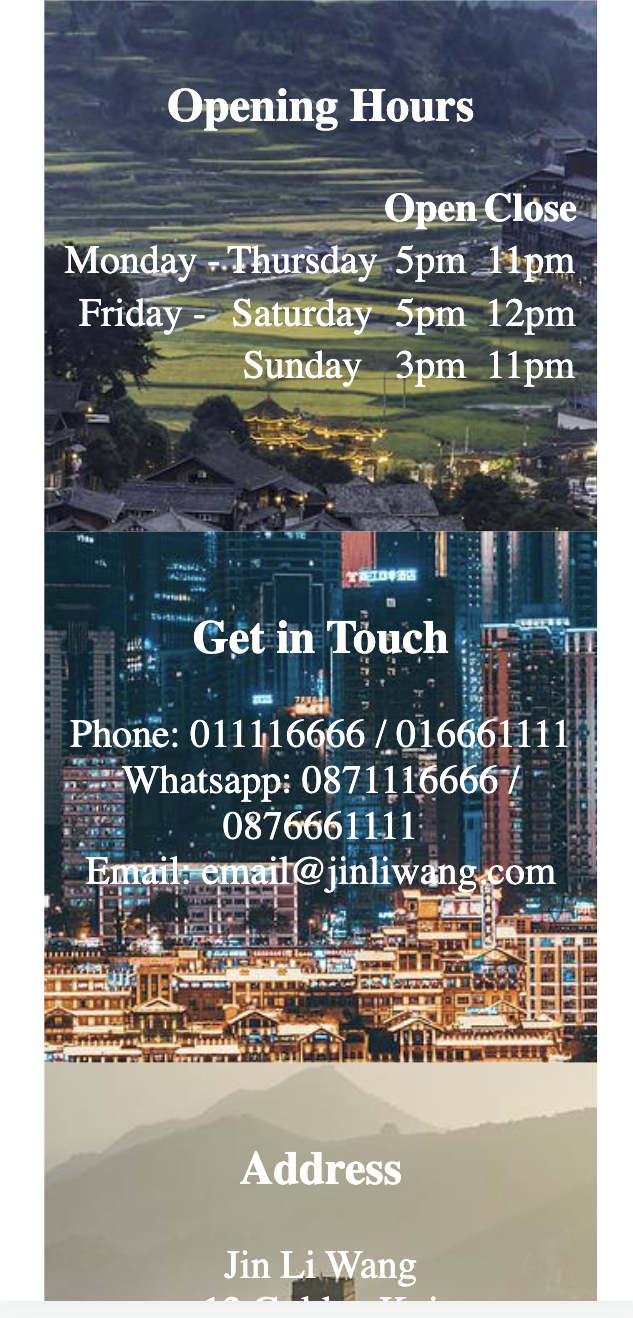 Opening Hours
Open Close
Monday - Thursday 5pm 11pm
Friday - Saturday 5pm 12pm
Sunday 3pm 11pm
Get in Touch
Phone: 011116666 / 016661111
Whatsapp: 0871116666 /
0876661111
Email: email@jinliwang.com
Address
Jin Li Wang